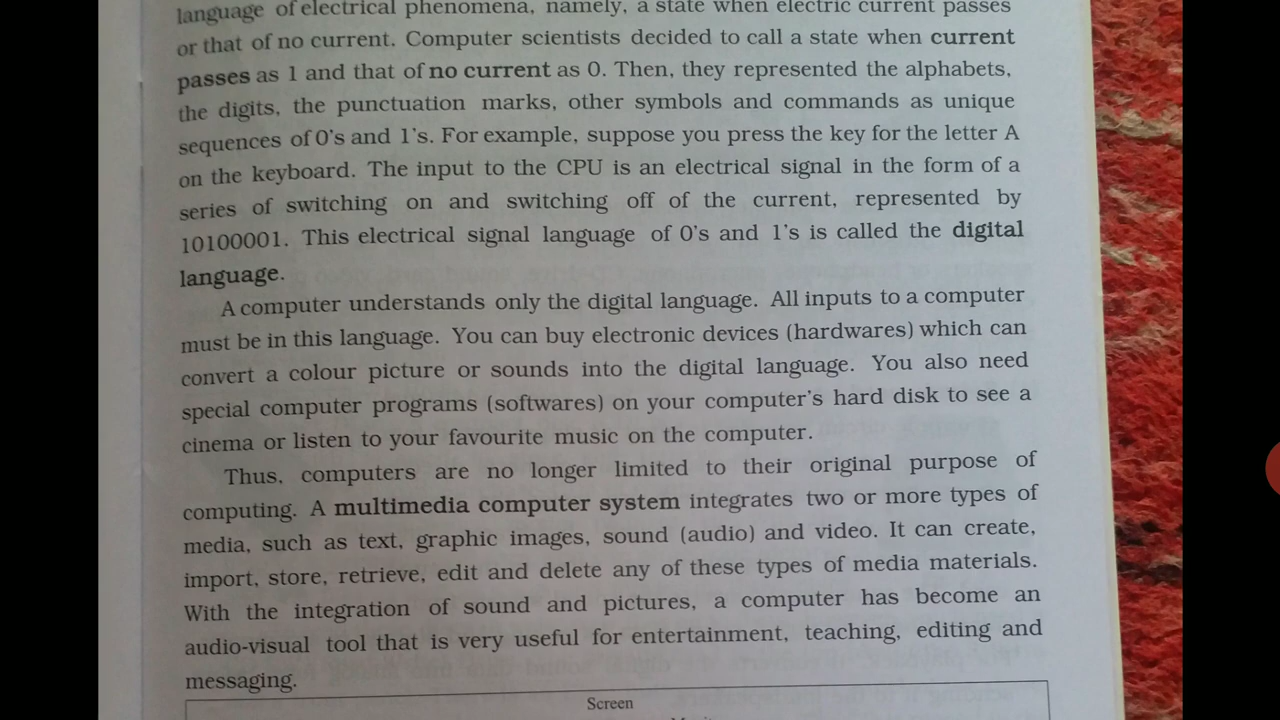 language of electrical phenomena, namely, a state when electric current passes
or that of no current. Computer scientists decided to call a state when current
passes as 1 and that of no current as 0. Then, they represented the alphabets,
the digits, the punctuation marks, other symbols and commands as unique
sequences of 0's and 1's. For example, suppose you press the key for the letter A
on the keyboard. The input to the CPU is an electrical signal in the form of a
series of switching on and switching off of the current, represented by
10100001. This electrical signal language of 0's and 1's is called the digital
language.
A computer understands only the digital language. All inputs to a computer
must be in this language. You can buy electronic devices (hardwares) which can
convert a colour picture or sounds into the digital language. You also need
special computer programs (softwares) on your computer's hard disk to see a
cinema or listen to your favourite music on the computer.
Thus, computers are no longer limited to their original purpose of
computing. A multimedia computer system integrates two or more types of
media, such as text, graphic images, sound (audio) and video. It can create,
import, store, retrieve, edit and delete any of these types of media materials.
With the integration of sound and pictures, a computer has become an
audio-visual tool that is very useful for entertainment, teaching, editing and
messaging.
Screen